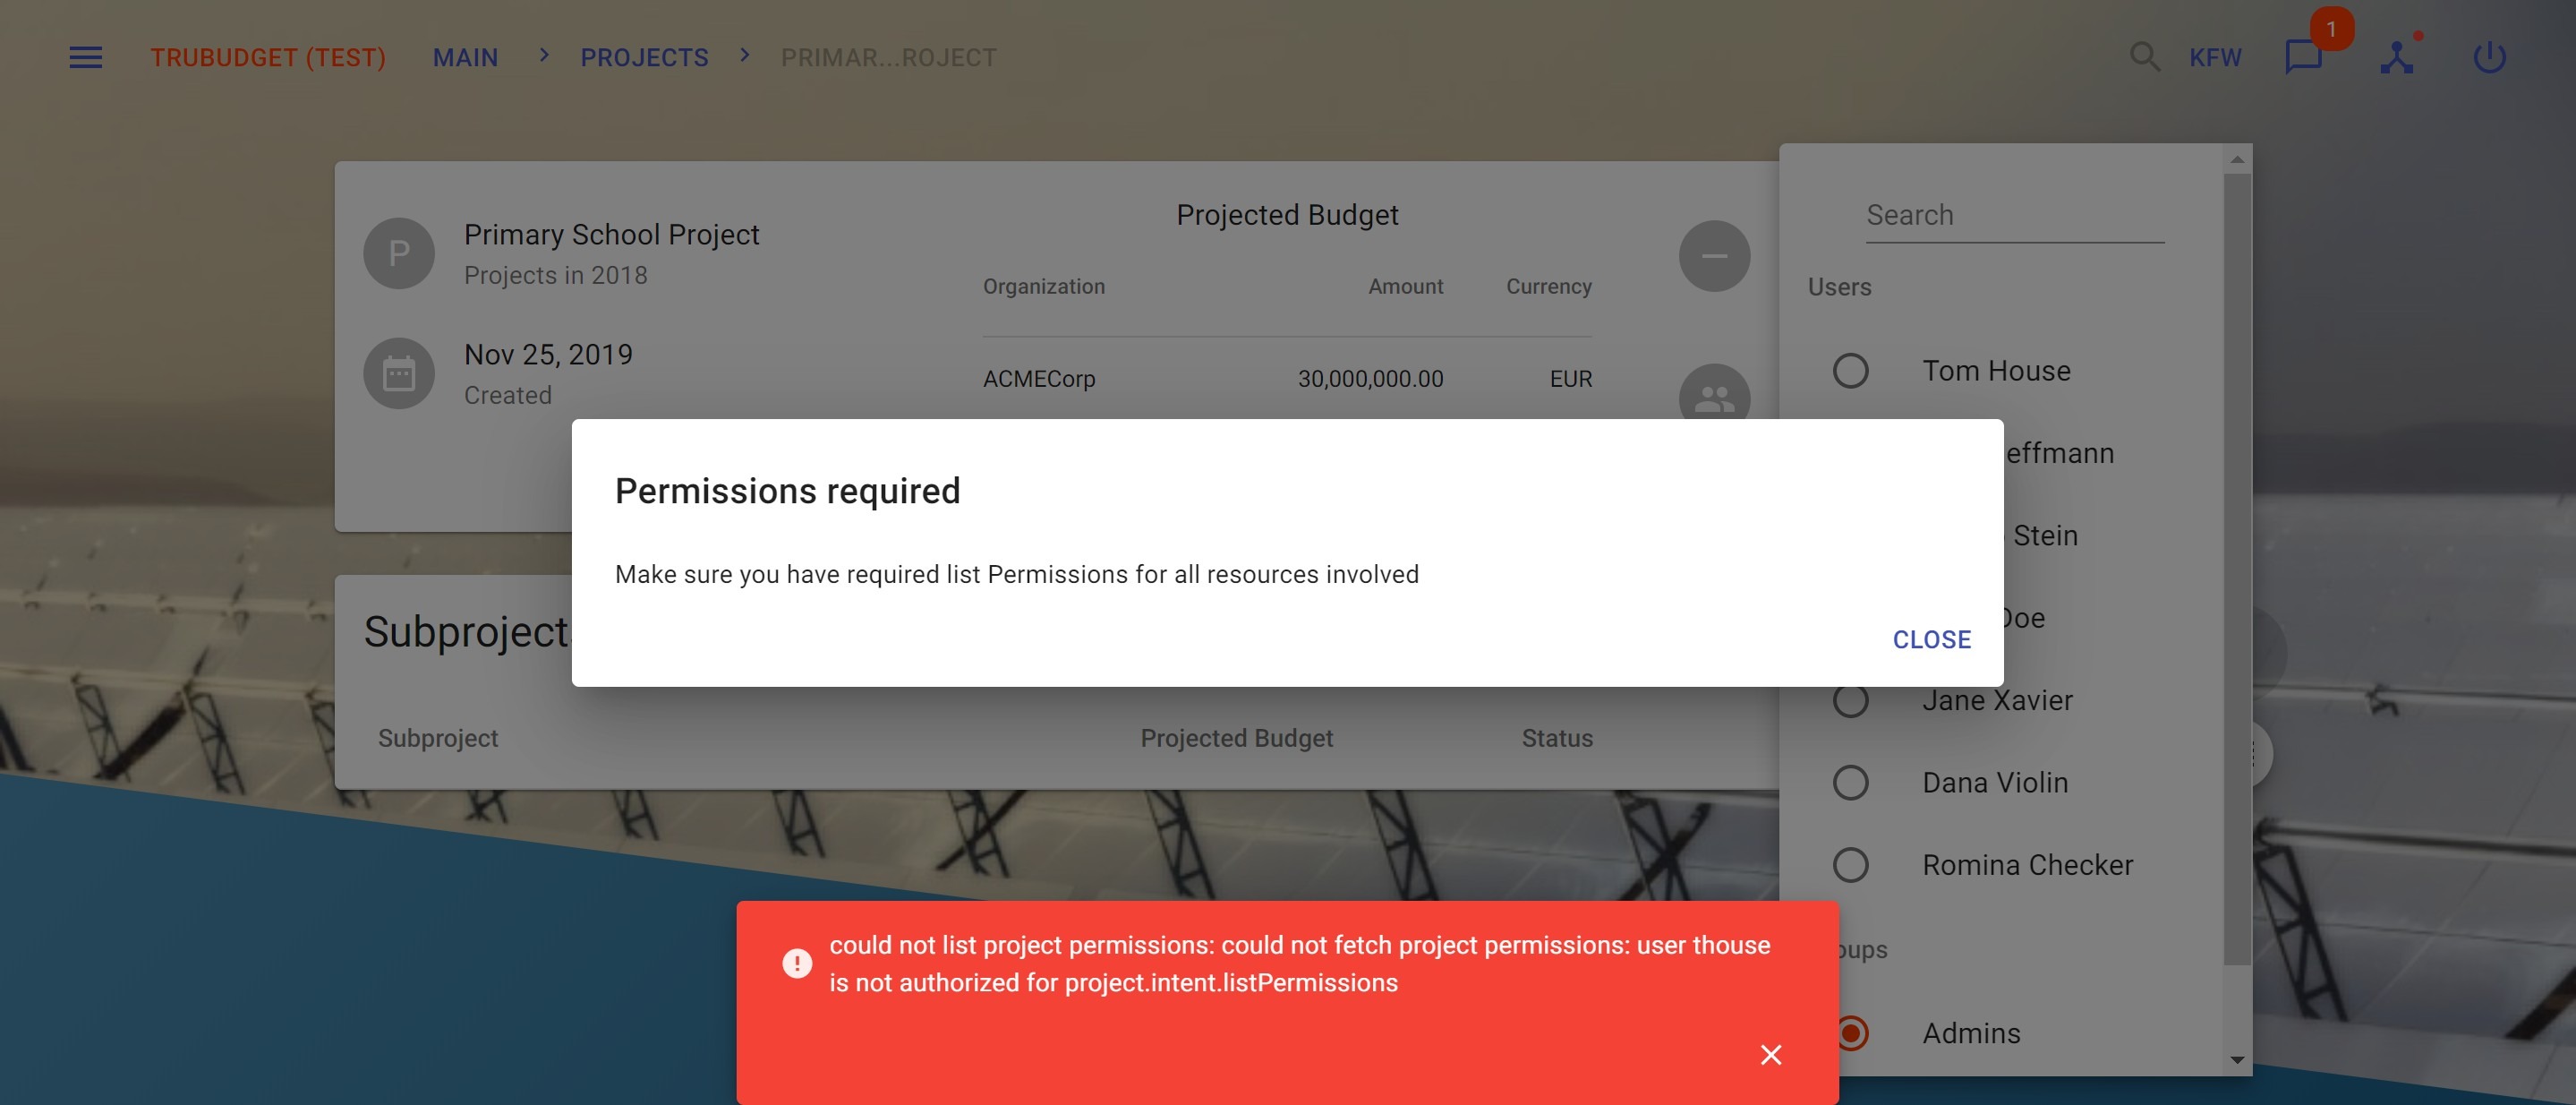 TRUBUDGET (TEST) MAIN > PROJECTS > PRIMAR...ROJECT KFW 1
P Primary School Project
Projects in 2018
Nov 25, 2019
Created
Projected Budget
Organization Amount Currency
ACMECorp 30,000,000.00 EUR
Search
Users
Tom House
effmann
Stein
Doe
Jane Xavier
Dana Violin
Romina Checker
oups
Admins
Permissions required
Make sure you have required list Permissions for all resources involved
CLOSE
Subproject
Subproject Projected Budget Status
could not list project permissions: could not fetch project permissions: user thouse
is not authorized for project.intent.listPermissions